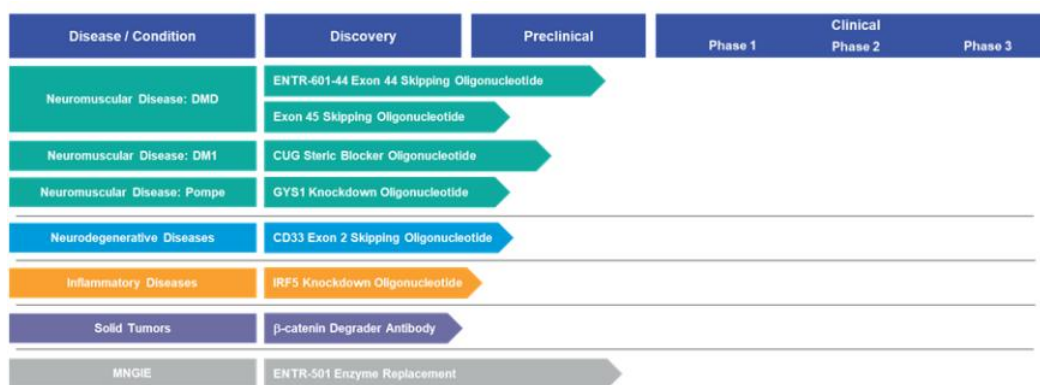 Disease / Condition
Discovery
Preclinical
Clinical
Phase 1
Phase 2
Phase 3
Neuromuscular Disease: DMD
ENTR-601-44 Exon 44 Skipping Oligonucleotide
Exon 45 Skipping Oligonucleotide
Neuromuscular Disease: DM1
CUG Steric Blocker Oligonucleotide
Neuromuscular Disease: Pompe
GYS1 Knockdown Oligonucleotide
Neurodegenerative Diseases
CD33 Exon 2 Skipping Oligonucleotide
Inflammatory Diseases
IRF5 Knockdown Oligonucleotide
Solid Tumors
β-catenin Degrader Antibody
MNGIE
ENTR-501 Enzyme Replacement